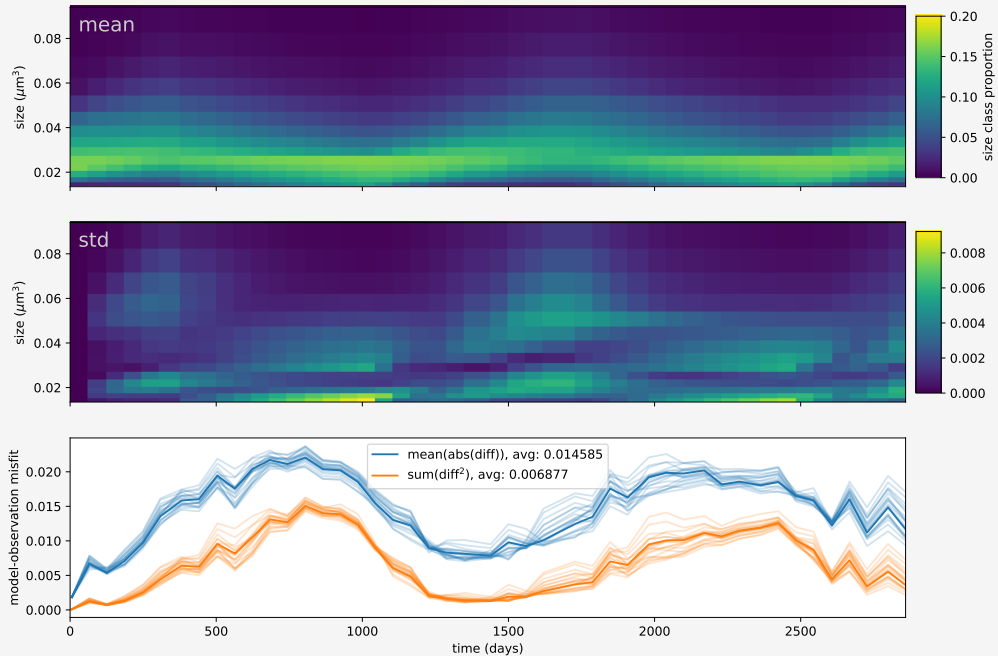 mean
size (μm³)
0.08
0.06
0.04
0.02
0.20
0.15
0.10
0.05
0.00
size class proportion
std
size (μm³)
0.08
0.06
0.04
0.02
0.008
0.006
0.004
0.002
0.000
model-observation misfit
0.020
0.015
0.010
0.005
0.000
mean(abs(diff)), avg: 0.014585
sum(diff²), avg: 0.006877
0 500 1000 1500 2000 2500
time (days)